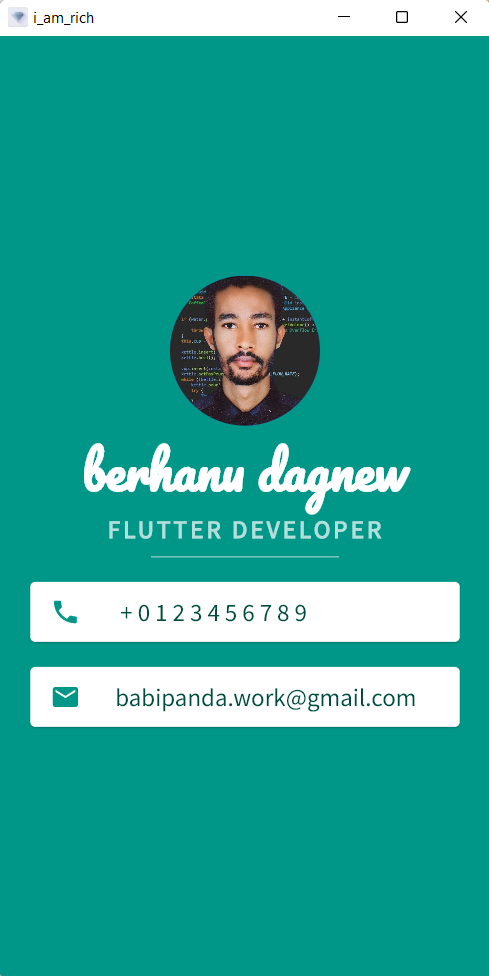 i_am_rich
berhanu dagnew
FLUTTER DEVELOPER
+0123456789
babipanda.work@gmail.com